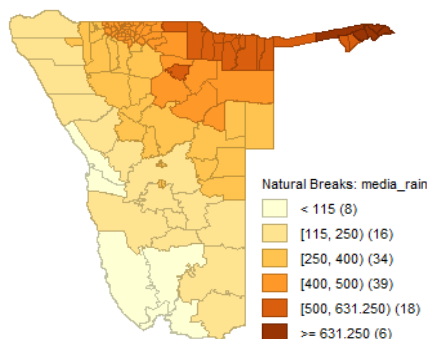 Natural Breaks: media_rain
< 115 (8)
[115, 250) (16)
[250, 400) (34)
[400, 500) (39)
[500, 631.250) (18)
>= 631.250 (6)